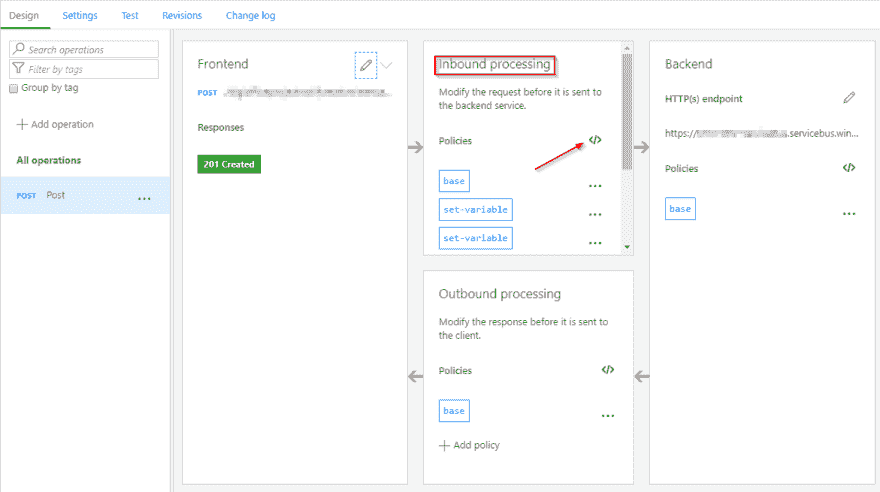 Design Settings Test Revisions Change log
Search operations
Filter by tags
Group by tag
Add operation
All operations
POST Post ...
Frontend
POST
Responses
201 Created
Inbound processing
Modify the request before it is sent to
the backend service.
Policies </>
base ...
set-variable ...
set-variable ...
Outbound processing
Modify the response before it is sent to
the client.
Policies </>
base ...
Add policy
Backend
HTTP(s) endpoint
https:// .servicebus.win...
Policies </>
base ...